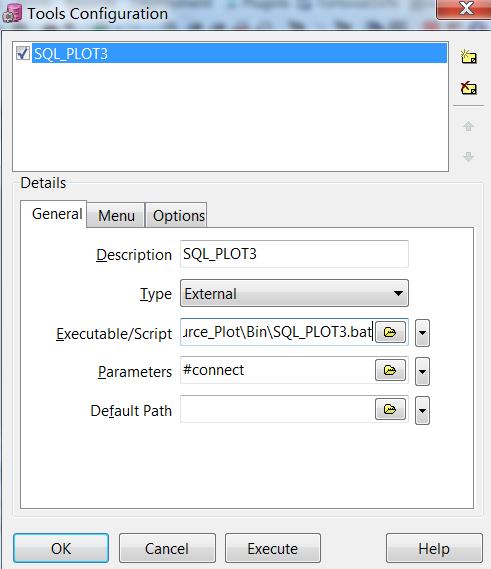 Tools Configuration
SQL_PLOT3
Details
General Menu Options
Description SQL_PLOT3
Type External
Executable/Script urce_Plot\Bin\SQL_PLOT3.bat
Parameters #connect
Default Path
OK Cancel Execute Help